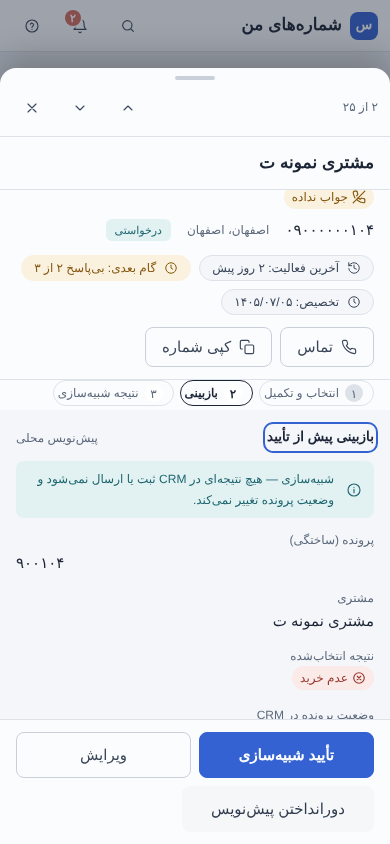 س
شماره‌های من
۲
۲ از ۲۵
مشتری نمونه ت
جواب نداده
۰۹۰۰۰۰۰۰۱۰۴
اصفهان، اصفهان
درخواستی
آخرین فعالیت: ۲ روز پیش
گام بعدی: بی‌پاسخ ۲ از ۳
تخصیص: ۱۴۰۵/۰۷/۰۵
تماس
کپی شماره
۱ انتخاب و تکمیل
۲ بازبینی
۳ نتیجه شبیه‌سازی
بازبینی پیش از تأیید
پیش‌نویس محلی
شبیه‌سازی — هیچ نتیجه‌ای در CRM ثبت یا ارسال نمی‌شود و
وضعیت پرونده تغییر نمی‌کند.
پرونده (ساختگی)
۹۰۰۱۰۴
مشتری
مشتری نمونه ت
نتیجه انتخاب‌شده
عدم خرید
وضعیت پرونده در CRM
تأیید شبیه‌سازی
ویرایش
دورانداختن پیش‌نویس